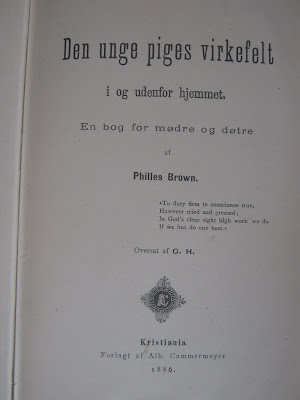 Den unge piges virkefelt
i og udenfor hjemmet.
En bog for mødre og døtre
af
Philles Brown.
«To duty firm to conscience true,
However tried and pressed;
In God's clear sight high work we do
If we but do our best.»
Oversat af G. H.
Kristiania
Forlagt af Alb. Cammermeyer
1886.